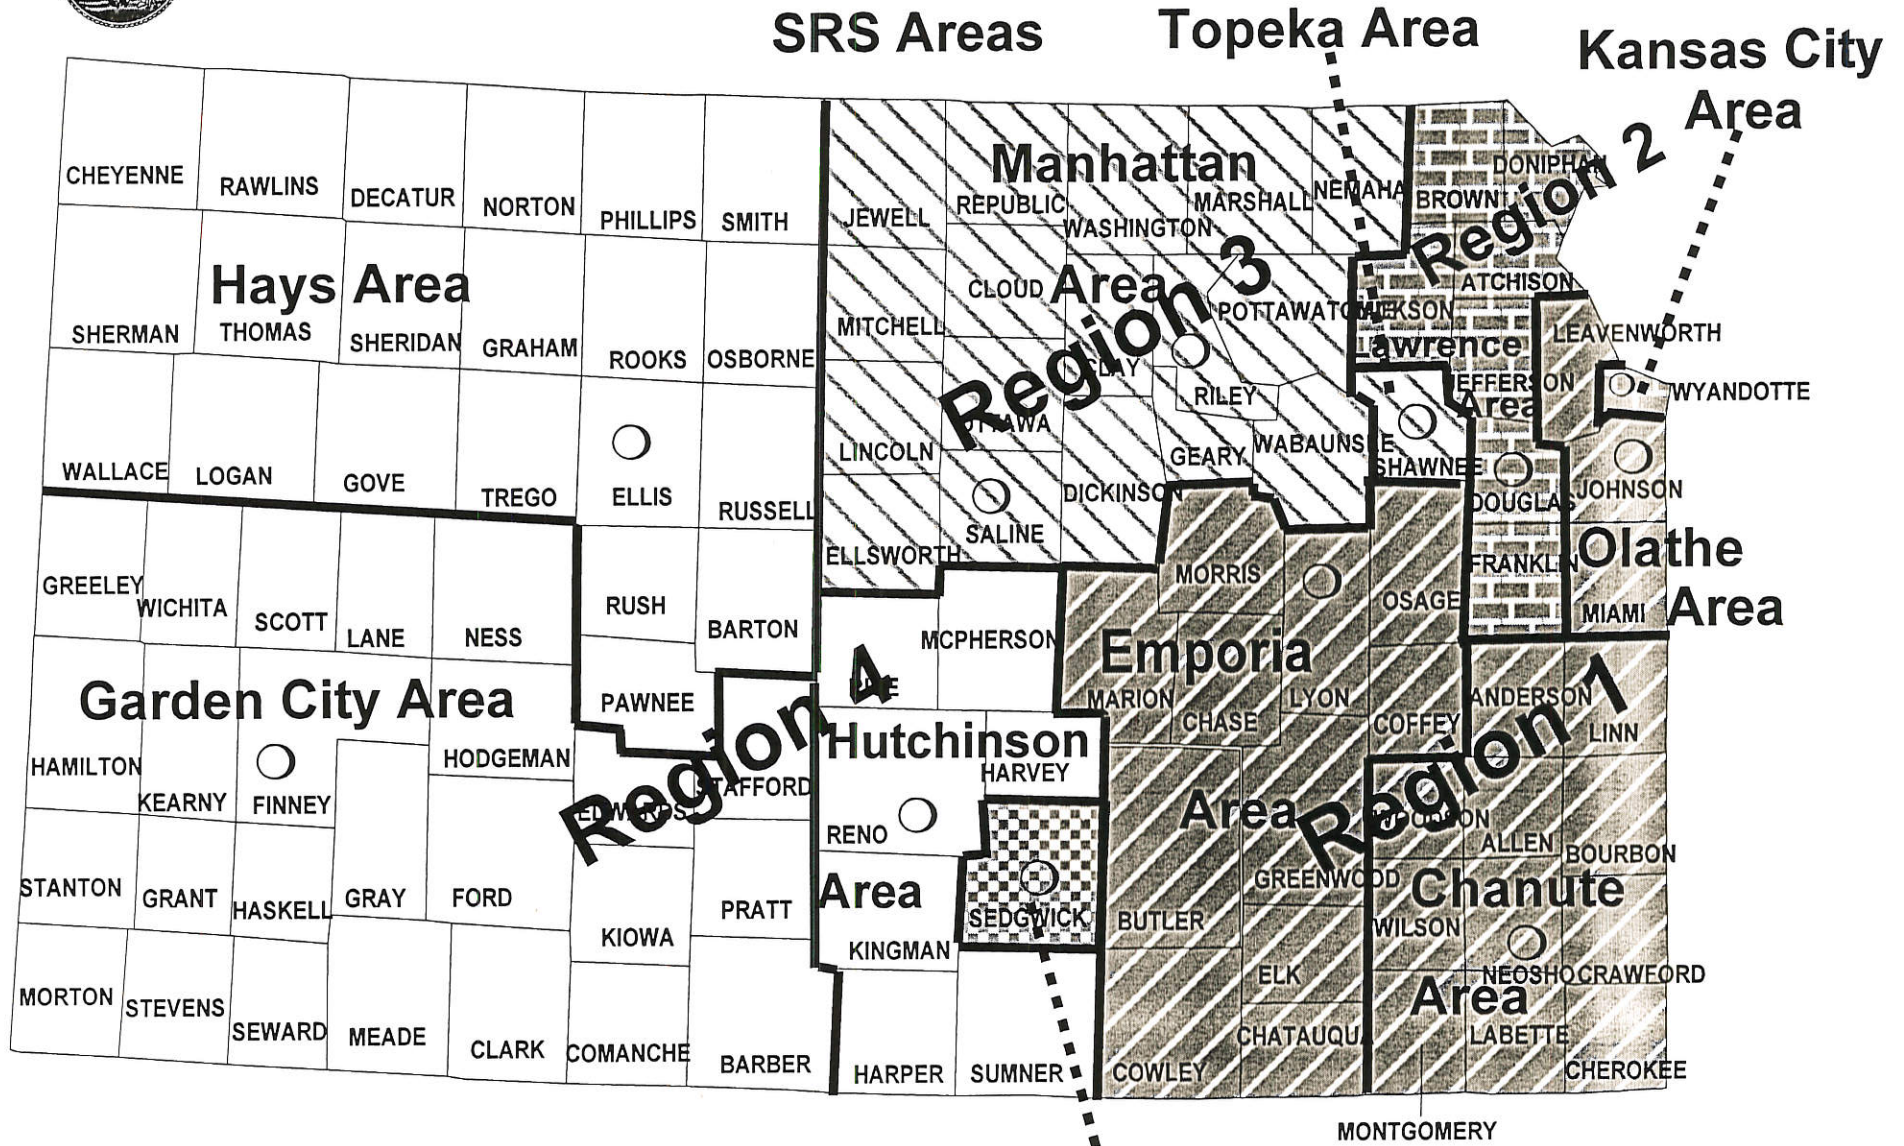 SRS Areas
Topeka Area
Kansas City
Area
Manhattan
Area
Region 3
Region 2
Hays Area
Lawrence
Area
Olathe
Area
Emporia
Area
Garden City Area
Region 4
Hutchinson
Area
Region 1
Chanute
Area
CHEYENNE
RAWLINS
DECATUR
NORTON
PHILLIPS
SMITH
JEWELL
REPUBLIC
WASHINGTON
MARSHALL
NEMAHA
BROWN
DONIPHAN
SHERMAN
THOMAS
SHERIDAN
GRAHAM
ROOKS
OSBORNE
MITCHELL
CLOUD
CLAY
RILEY
POTTAWATOMIE
JACKSON
ATCHISON
JEFFERSON
LEAVENWORTH
WYANDOTTE
WALLACE
LOGAN
GOVE
TREGO
ELLIS
RUSSELL
LINCOLN
OTTAWA
SALINE
DICKINSON
GEARY
WABAUNSEE
SHAWNEE
DOUGLAS
JOHNSON
ELLSWORTH
GREELEY
WICHITA
SCOTT
LANE
NESS
RUSH
BARTON
MCPHERSON
MARION
MORRIS
CHASE
LYON
OSAGE
FRANKLIN
MIAMI
HAMILTON
KEARNY
FINNEY
HODGEMAN
PAWNEE
EDWARDS
STAFFORD
RICE
RENO
HARVEY
COFFEY
ANDERSON
LINN
STANTON
GRANT
HASKELL
GRAY
FORD
KIOWA
PRATT
KINGMAN
SEDGWICK
BUTLER
GREENWOOD
WOODSON
ALLEN
BOURBON
MORTON
STEVENS
SEWARD
MEADE
CLARK
COMANCHE
BARBER
HARPER
SUMNER
COWLEY
ELK
CHATAUQUA
WILSON
NEOSHO
CRAWFORD
LABETTE
CHEROKEE
MONTGOMERY